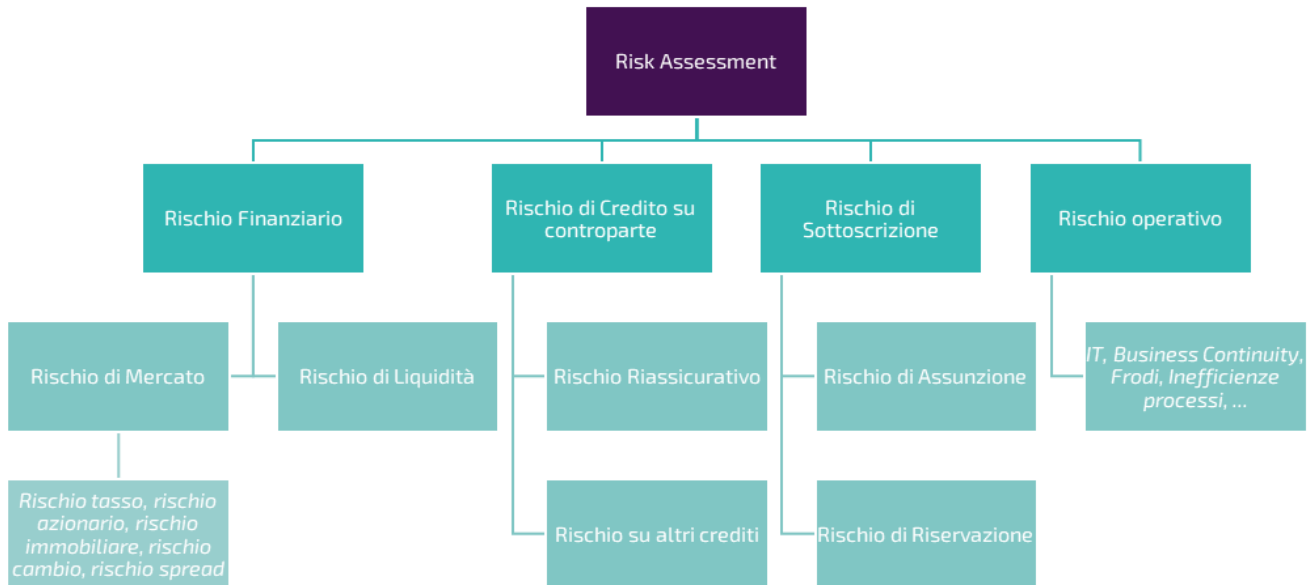 Risk Assessment
Rischio Finanziario
Rischio di Credito su
controparte
Rischio di
Sottoscrizione
Rischio operativo
Rischio di Mercato
Rischio di Liquidità
Rischio Riassicurativo
Rischio di Assunzione
IT, Business Continuity,
Frodi, Inefficienze
processi, ...
Rischio tasso, rischio
azionario, rischio
immobiliare, rischio
cambio, rischio spread
Rischio su altri crediti
Rischio di Riservazione